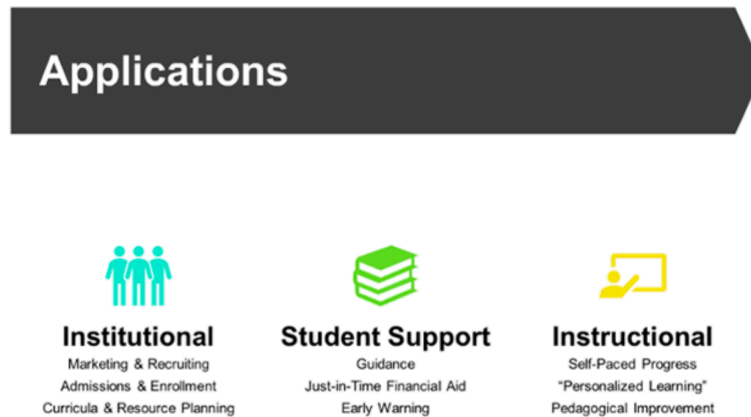 Applications
Institutional
Marketing & Recruiting
Admissions & Enrollment
Curricula & Resource Planning
Student Support
Guidance
Just-in-Time Financial Aid
Early Warning
Instructional
Self-Paced Progress
"Personalized Learning"
Pedagogical Improvement